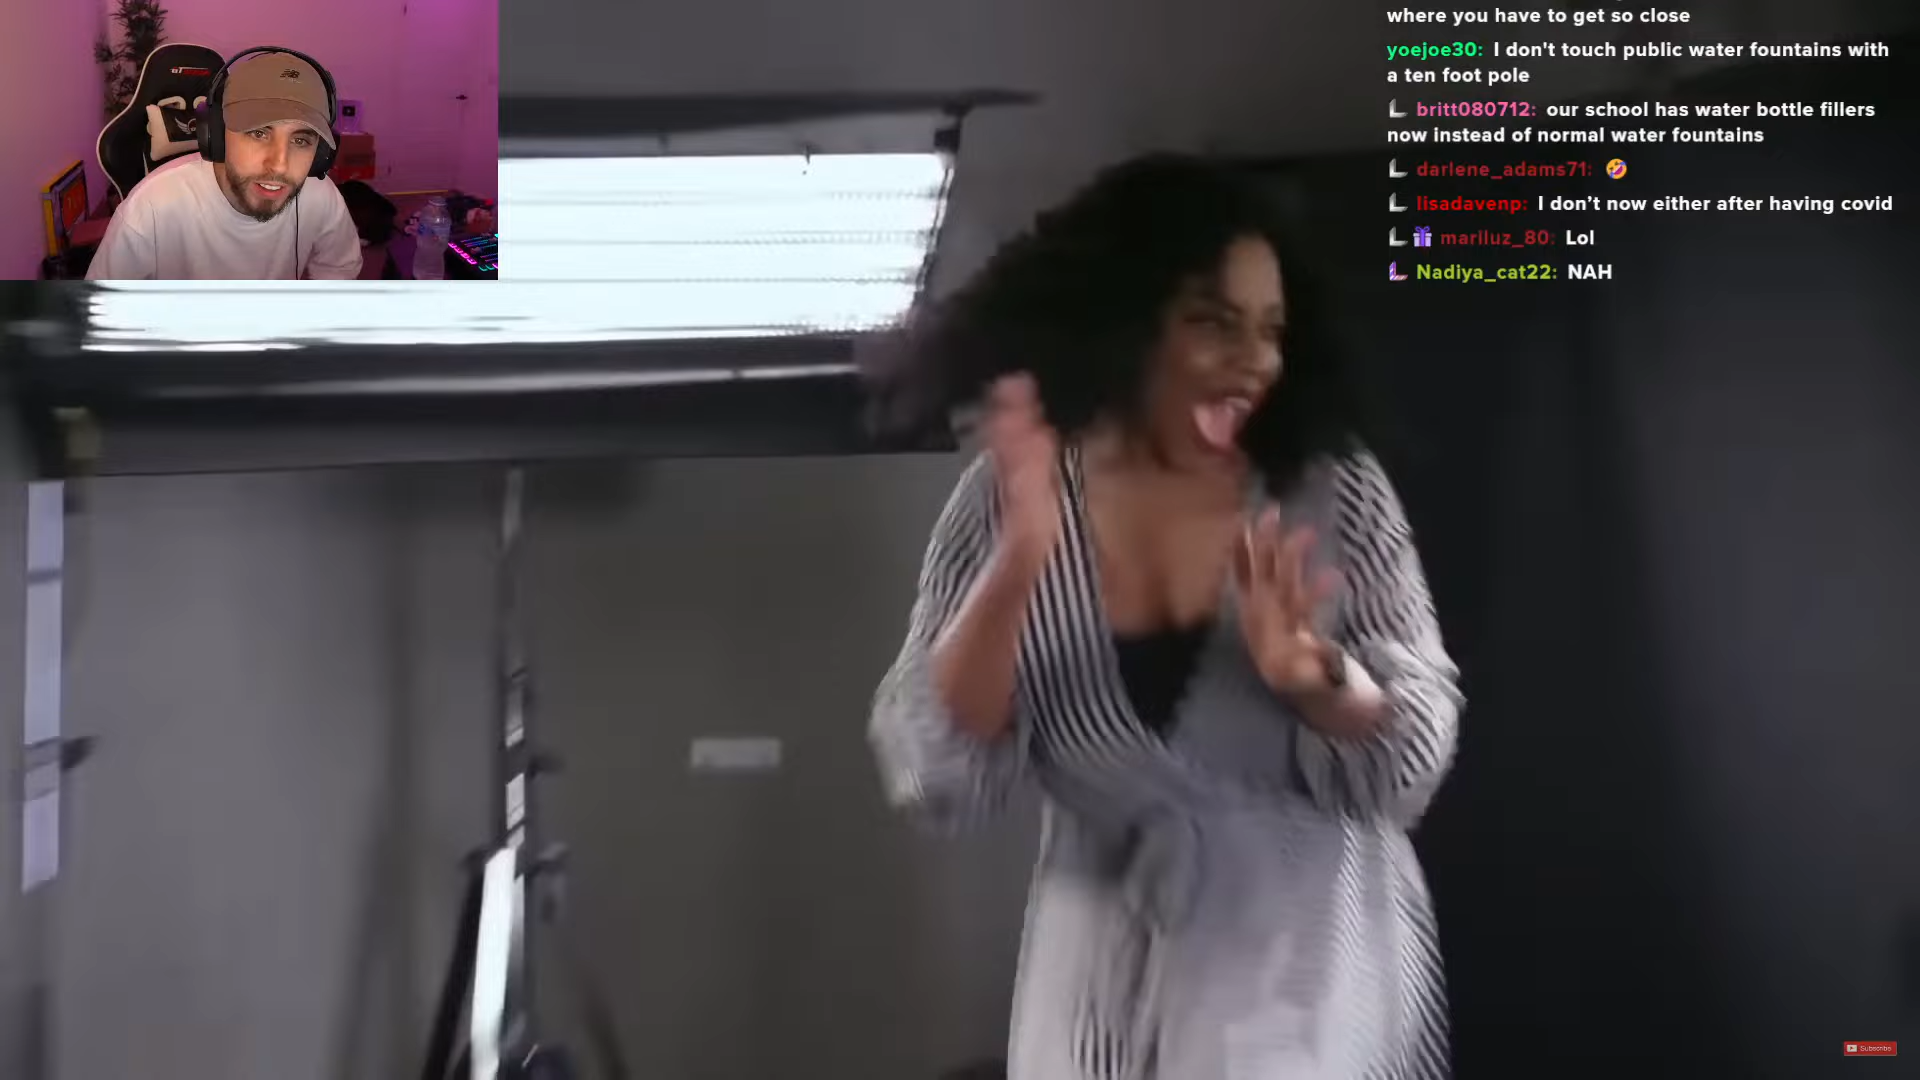 where you have to get so close
yoejoe30: I don't touch public water fountains with
a ten foot pole
britt080712: our school has water bottle fillers
now instead of normal water fountains
darlene_adams71: 🤣
lisadavenp: I don’t now either after having covid
mariluz_80: Lol
Nadiya_cat22: NAH
Subscribe